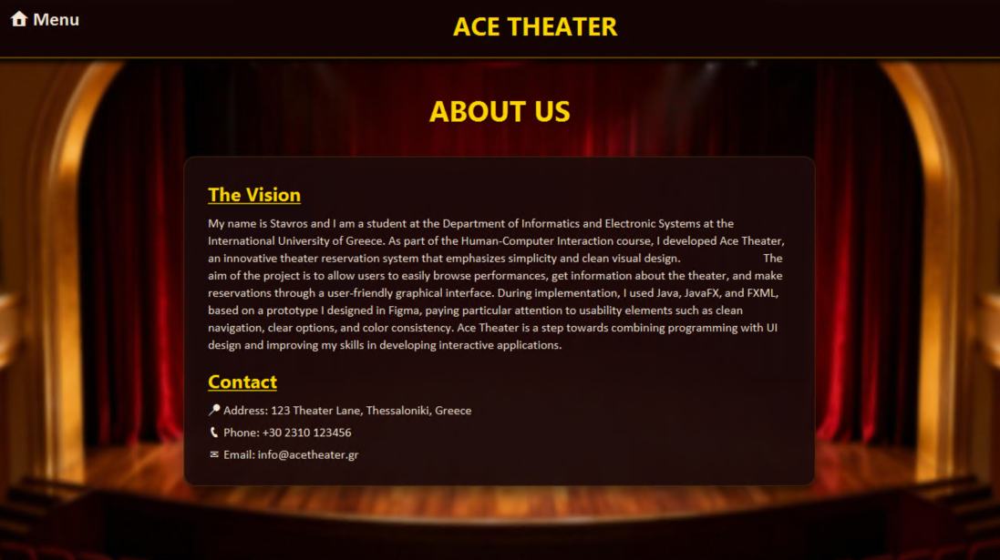 Menu
ACE THEATER
ABOUT US
The Vision
My name is Stavros and I am a student at the Department of Informatics and Electronic Systems at the
International University of Greece. As part of the Human-Computer Interaction course, I developed Ace Theater,
an innovative theater reservation system that emphasizes simplicity and clean visual design. The
aim of the project is to allow users to easily browse performances, get information about the theater, and make
reservations through a user-friendly graphical interface. During implementation, I used Java, JavaFX, and FXML,
based on a prototype I designed in Figma, paying particular attention to usability elements such as clean
navigation, clear options, and color consistency. Ace Theater is a step towards combining programming with UI
design and improving my skills in developing interactive applications.
Contact
Address: 123 Theater Lane, Thessaloniki, Greece
Phone: +30 2310 123456
Email: info@acetheater.gr